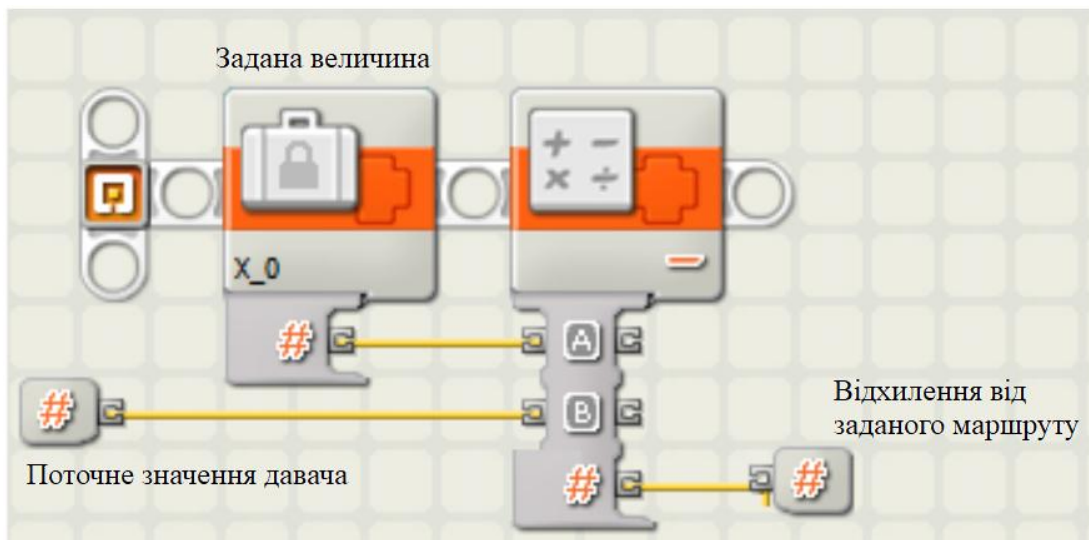 Задана величина
+ −
× ÷
X_0
−
#
A
#
B
Відхилення від
заданого маршруту
Поточне значення давача
#
#